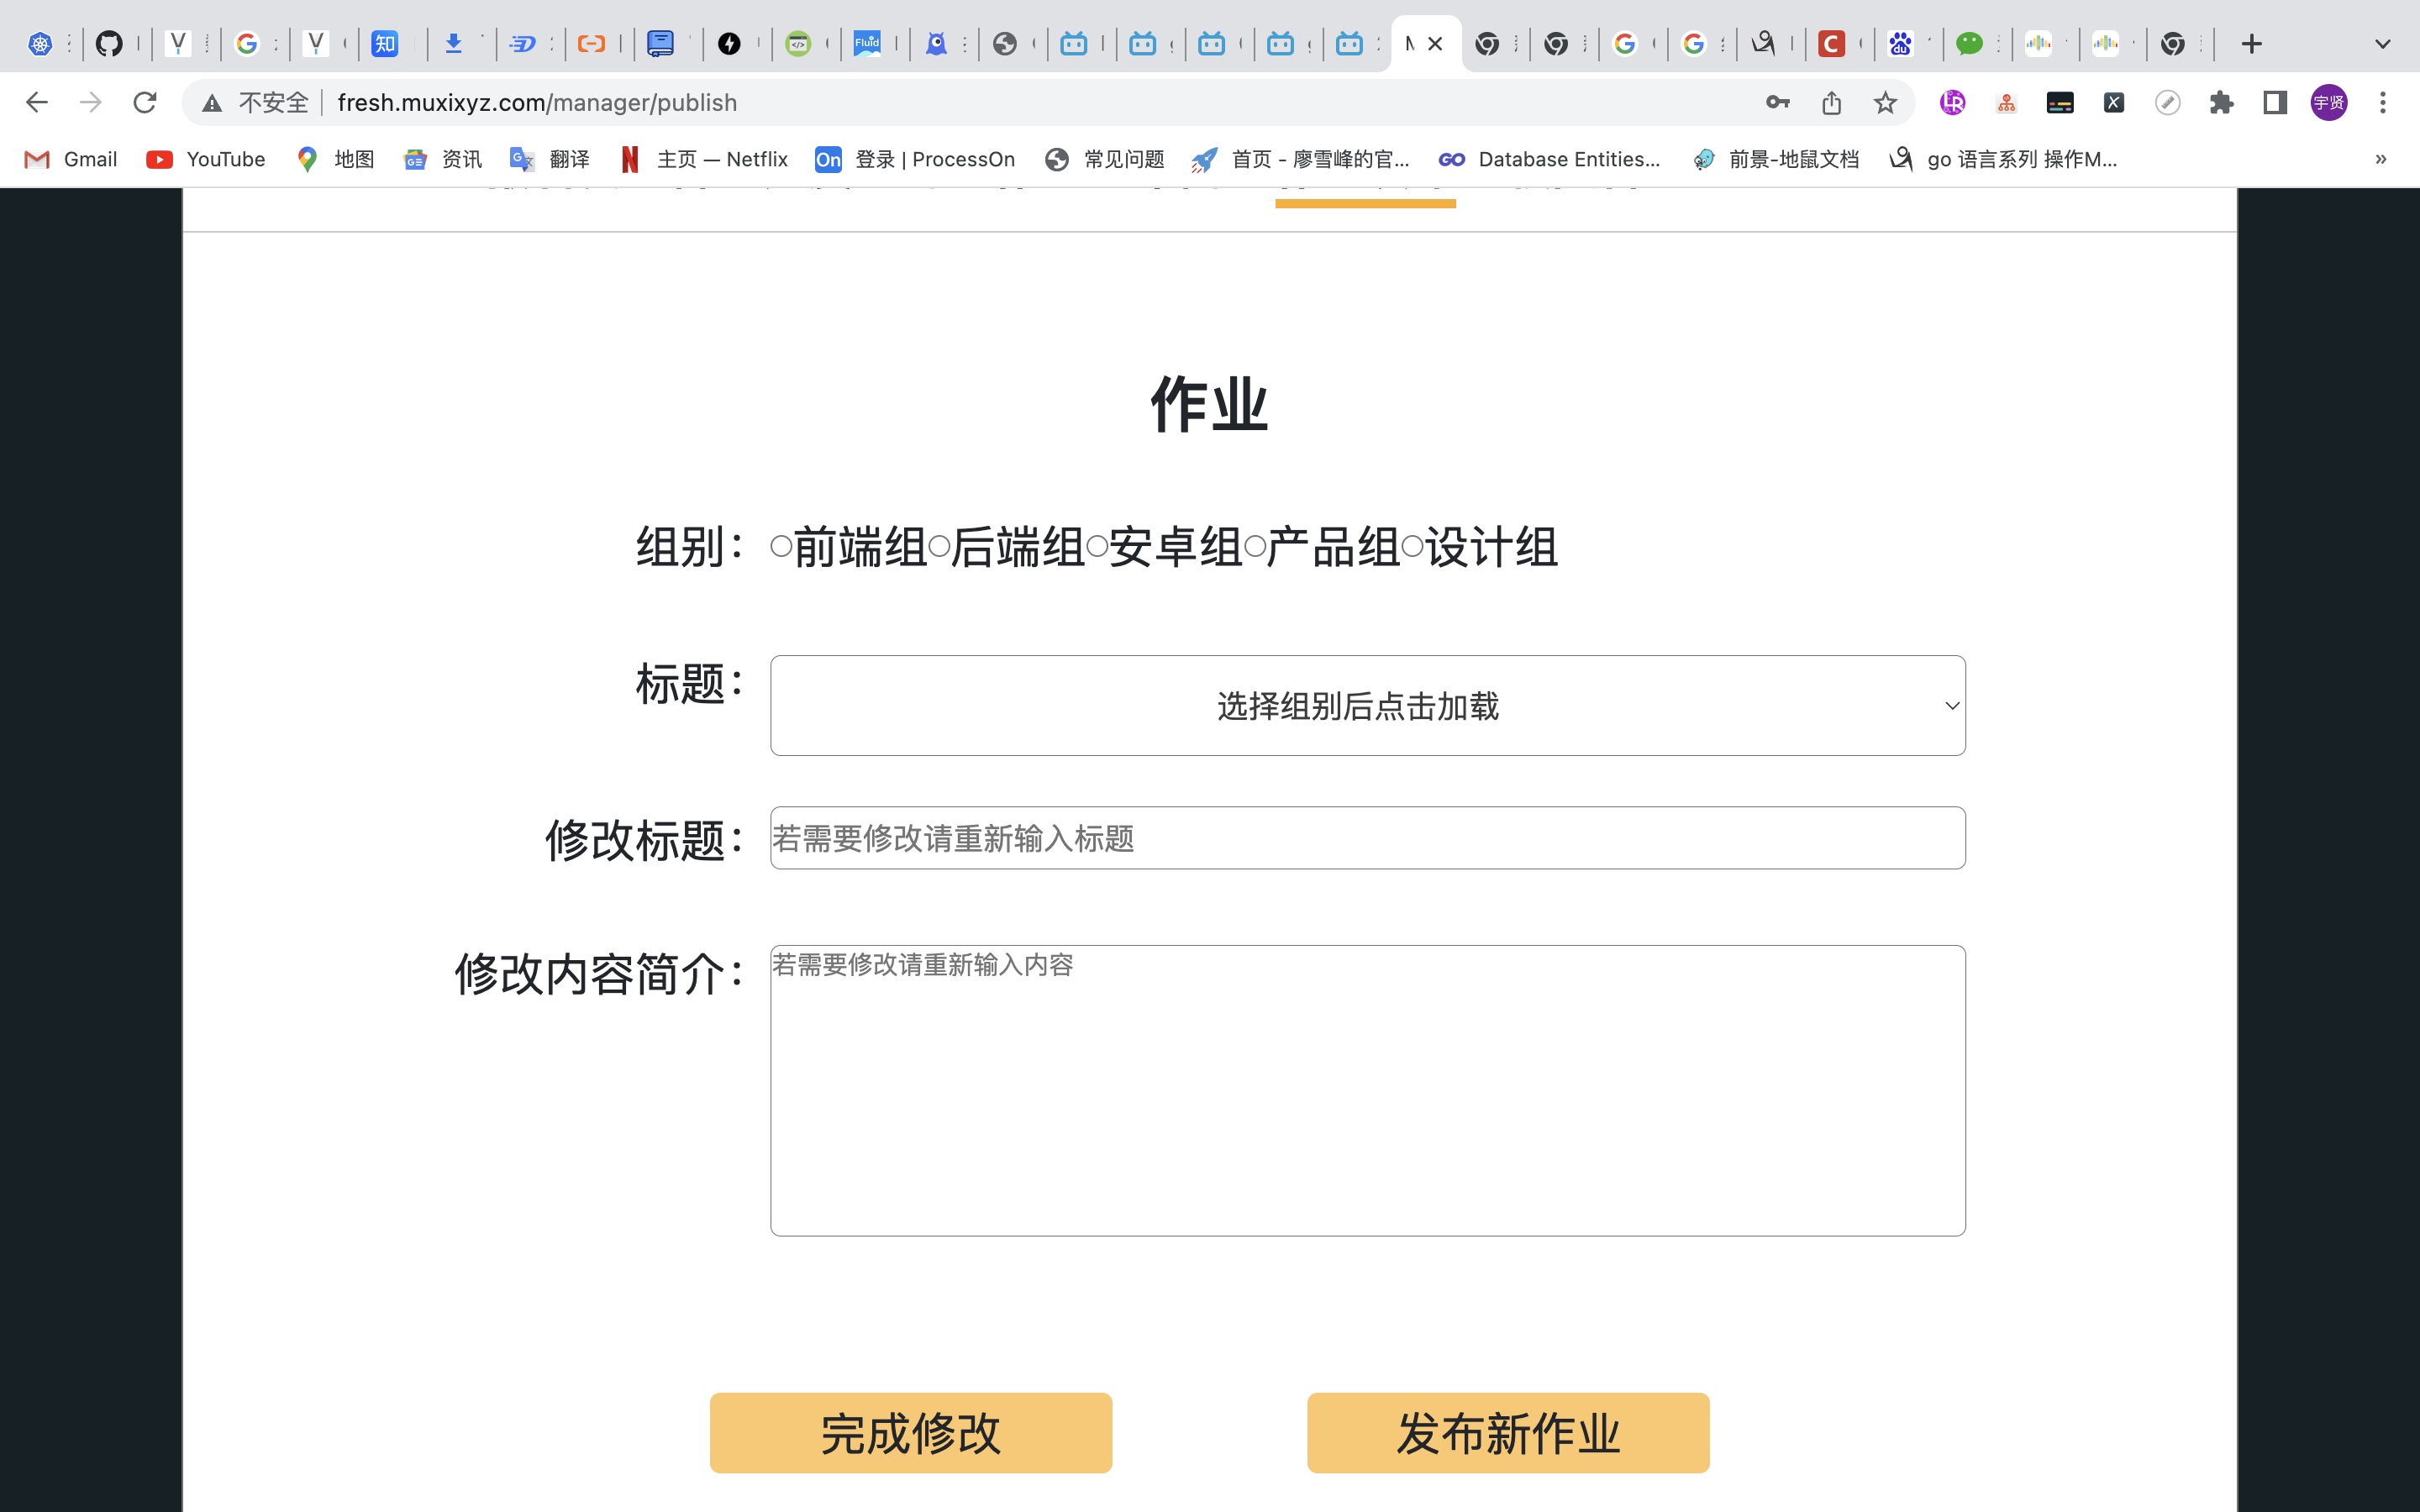 不安全 fresh.muxixyz.com/manager/publish
Gmail YouTube 地图 资讯 翻译 主页 — Netflix On 登录 | ProcessOn 常见问题 首页 - 廖雪峰的官... GO Database Entities... 前景-地鼠文档 go 语言系列 操作M... »
宇贤
作业
组别： 前端组 后端组 安卓组 产品组 设计组
标题： 选择组别后点击加载
修改标题： 若需要修改请重新输入标题
修改内容简介： 若需要修改请重新输入内容
完成修改 发布新作业